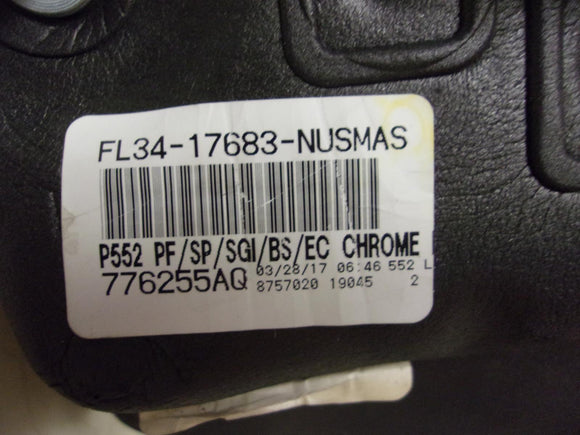 FL34-17683-NUSMAS
P552 PF/SP/SGI/BS/EC CHROME
776255AQ 03/28/17 06:46 552 L
8757020 19045 2